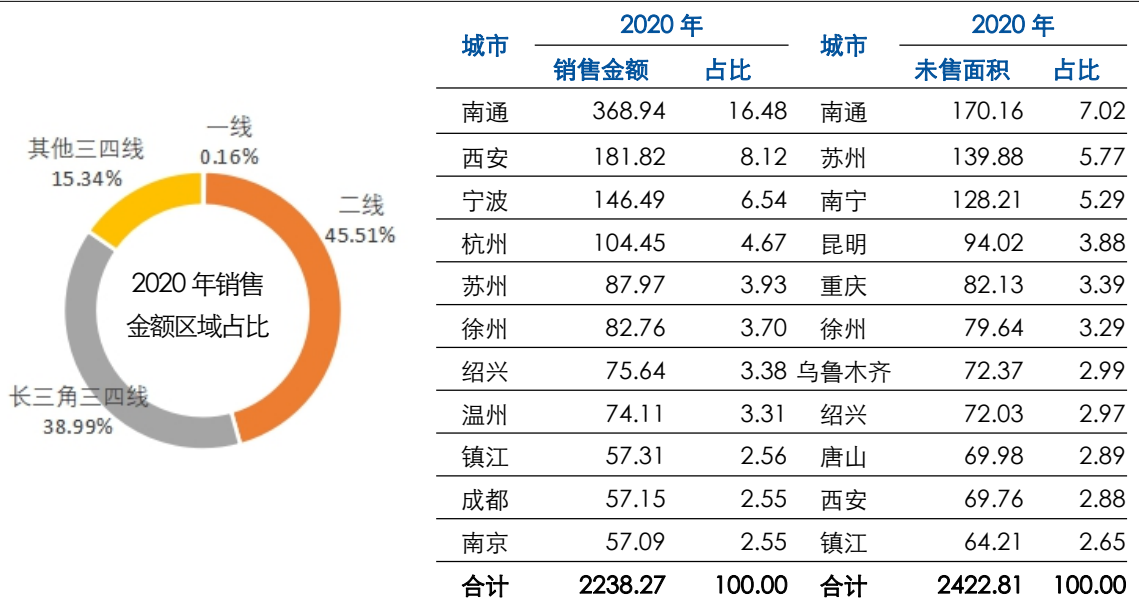 一线
0.16%
其他三四线
15.34%
二线
45.51%
2020 年销售
金额区域占比
长三角三四线
38.99%
城市 2020 年 城市 2020 年
销售金额 占比 未售面积 占比
南通 368.94 16.48 南通 170.16 7.02
西安 181.82 8.12 苏州 139.88 5.77
宁波 146.49 6.54 南宁 128.21 5.29
杭州 104.45 4.67 昆明 94.02 3.88
苏州 87.97 3.93 重庆 82.13 3.39
徐州 82.76 3.70 徐州 79.64 3.29
绍兴 75.64 3.38 乌鲁木齐 72.37 2.99
温州 74.11 3.31 绍兴 72.03 2.97
镇江 57.31 2.56 唐山 69.98 2.89
成都 57.15 2.55 西安 69.76 2.88
南京 57.09 2.55 镇江 64.21 2.65
合计 2238.27 100.00 合计 2422.81 100.00